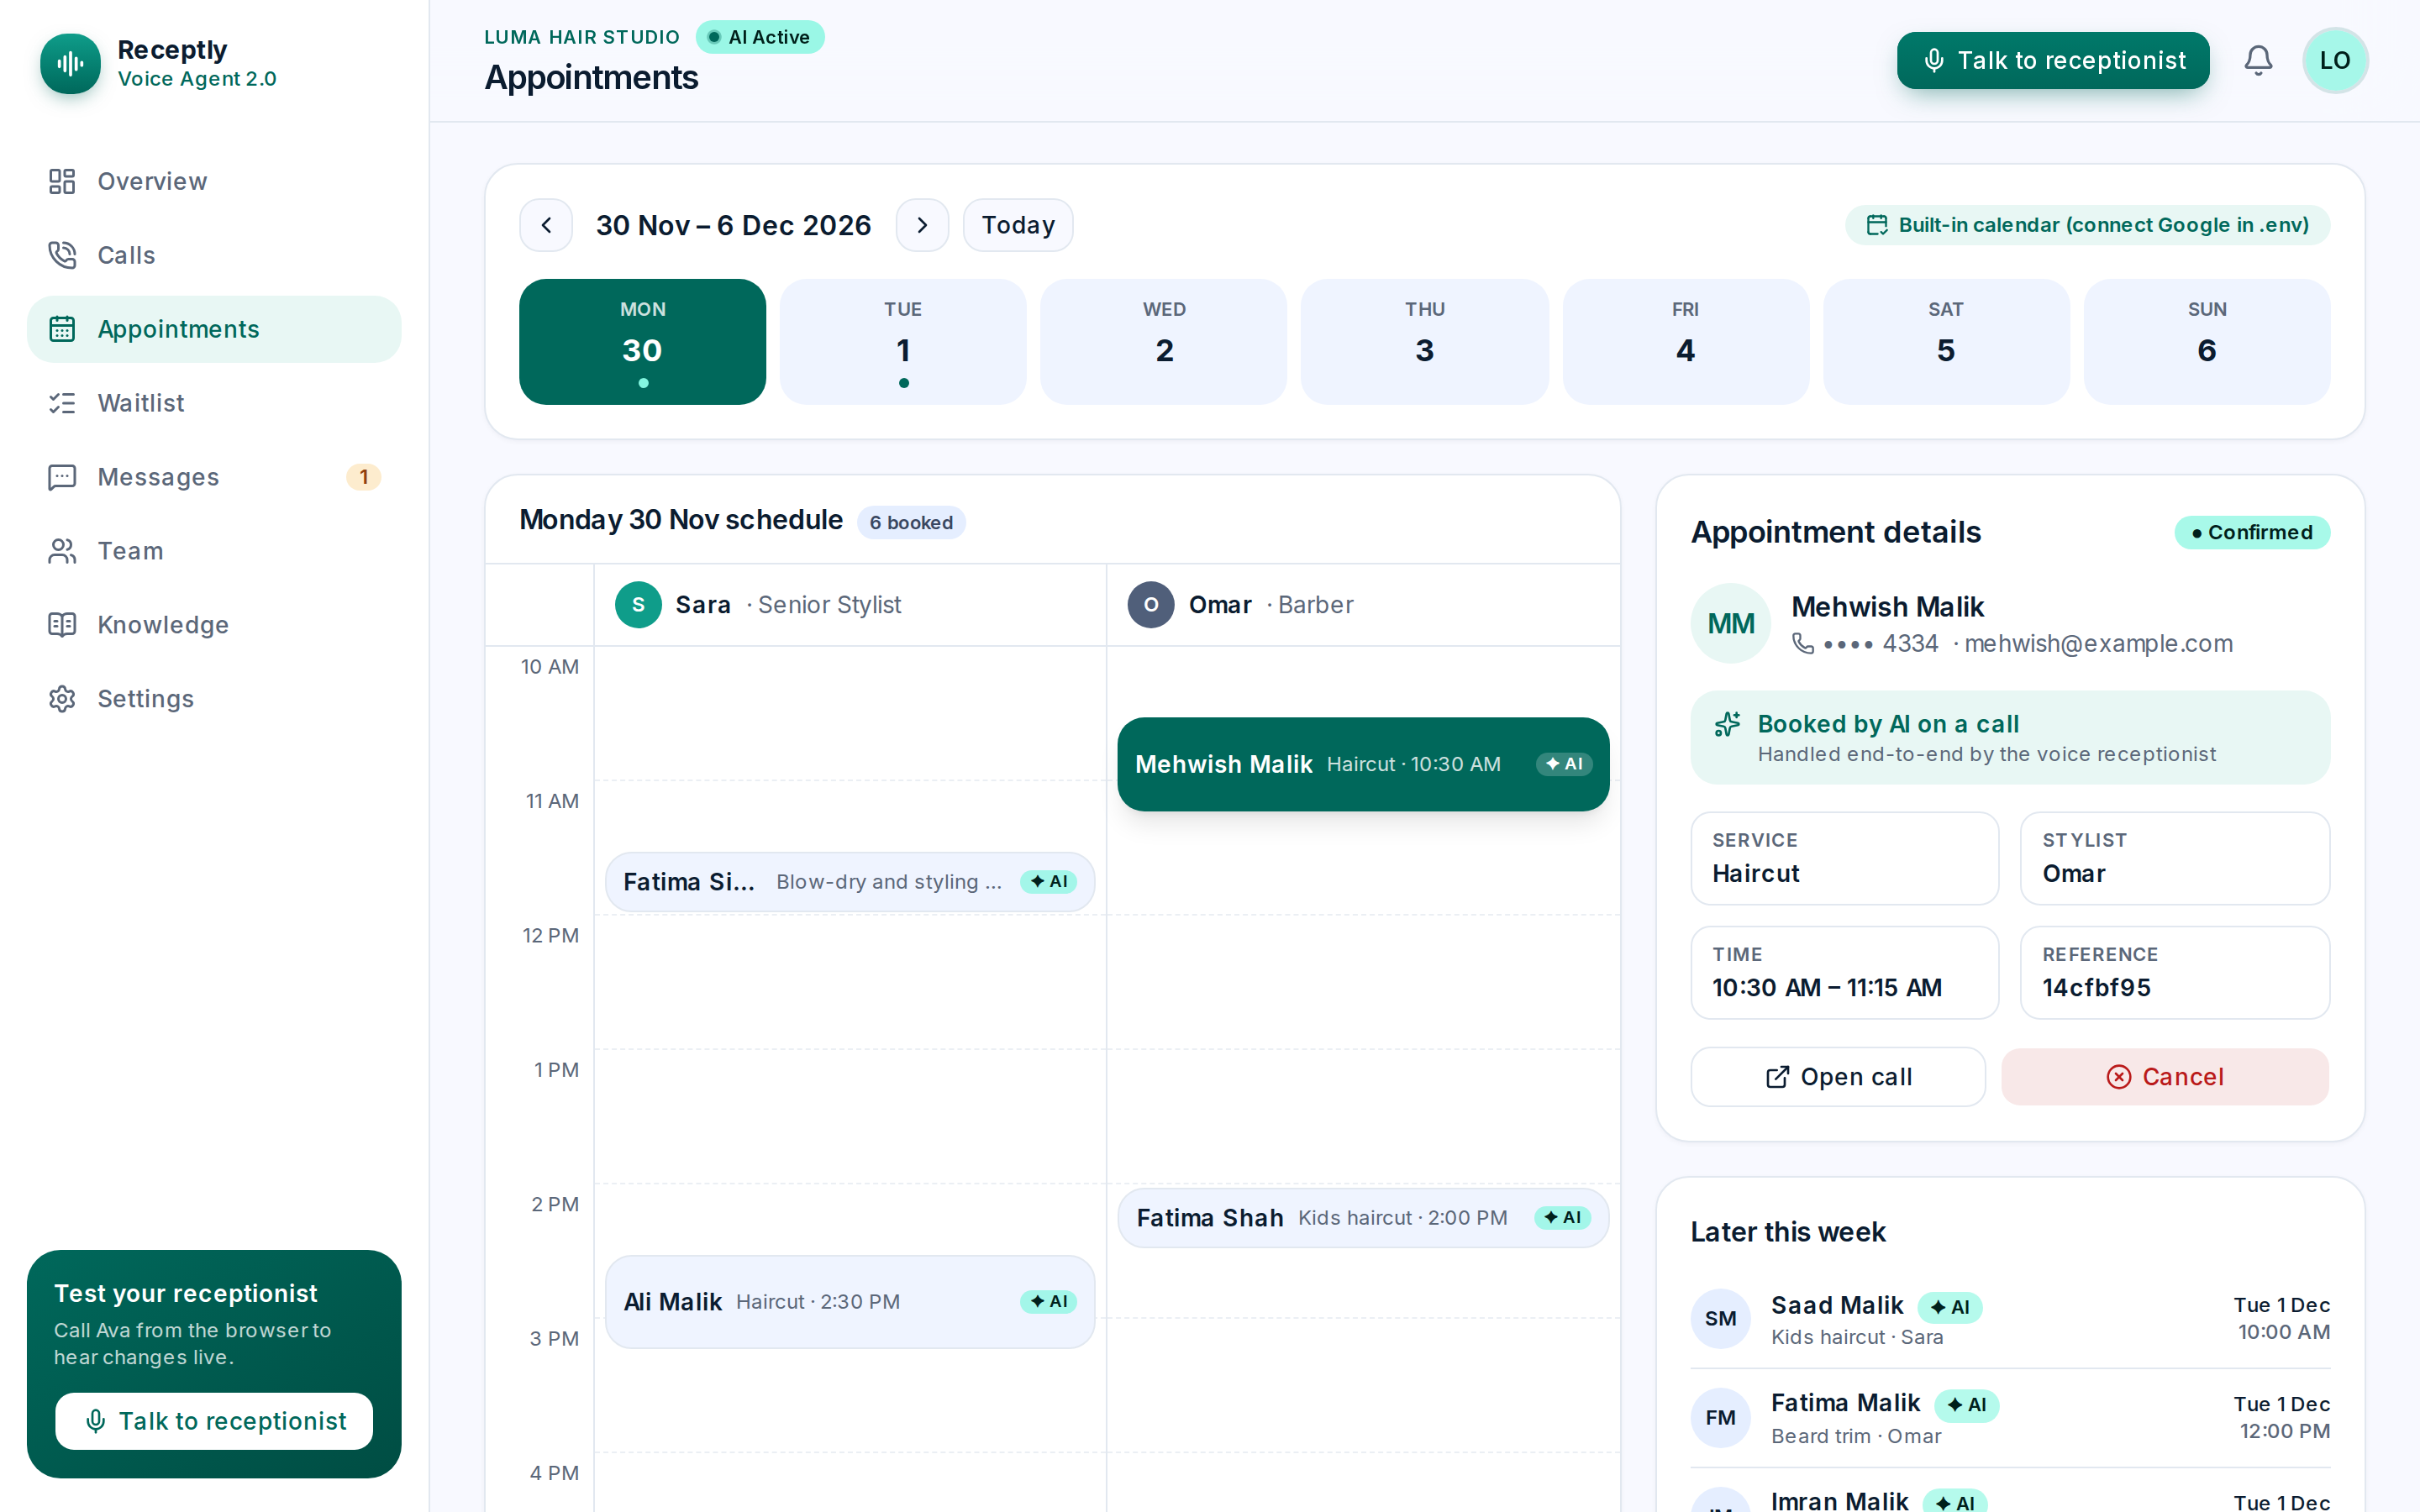 Receptly
Voice Agent 2.0
Overview
Calls
Appointments
Waitlist
Messages 1
Team
Knowledge
Settings
Test your receptionist
Call Ava from the browser to
hear changes live.
Talk to receptionist
LUMA HAIR STUDIO AI Active
Appointments
Talk to receptionist
LO
30 Nov – 6 Dec 2026
Today
Built-in calendar (connect Google in .env)
MON TUE WED THU FRI SAT SUN
30 1 2 3 4 5 6
Monday 30 Nov schedule 6 booked
S Sara · Senior Stylist
O Omar · Barber
10 AM
Mehwish Malik Haircut · 10:30 AM ✦ AI
11 AM
Fatima Si... Blow-dry and styling ... ✦ AI
12 PM
1 PM
2 PM
Fatima Shah Kids haircut · 2:00 PM ✦ AI
Ali Malik Haircut · 2:30 PM ✦ AI
3 PM
4 PM
Appointment details
● Confirmed
MM
Mehwish Malik
•••• 4334 · mehwish@example.com
Booked by AI on a call
Handled end-to-end by the voice receptionist
SERVICE
Haircut
STYLIST
Omar
TIME
10:30 AM – 11:15 AM
REFERENCE
14cfbf95
Open call
Cancel
Later this week
SM
Saad Malik ✦ AI
Kids haircut · Sara
Tue 1 Dec
10:00 AM
FM
Fatima Malik ✦ AI
Beard trim · Omar
Tue 1 Dec
12:00 PM
Imran Malik ✦ AI
Tue 1 Dec